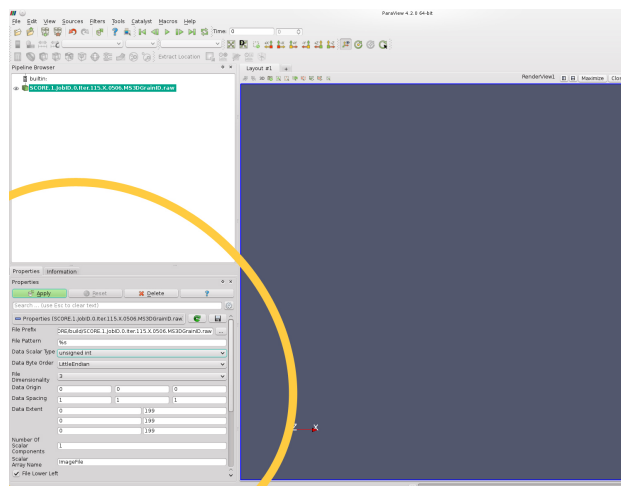 ParaView 4.2.0 64-bit
File Edit View Sources Filters Tools Catalyst Macros Help
Time: 0 0
Extract Location
Pipeline Browser
Layout #1
builtin:
RenderView1 Maximize Clos
SCORE.1.JobID.0.Iter.115.X.0506.MS3DGrainID.raw
Properties Information
Properties
Apply Reset Delete ?
Search ... (use Esc to clear text)
Properties (SCORE.1.JobID.0.Iter.115.X.0506.MS3DGrainID.raw
File Prefix ORE/build/SCORE.1.JobID.0.Iter.115.X.0506.MS3DGrainID.raw ...
File Pattern %s
Data Scalar Type unsigned int
Data Byte Order LittleEndian
File
Dimensionality 3
Data Origin 0 0 0
Data Spacing 1 1 1
Data Extent 0 199
0 199
0 199
Number Of
Scalar
Components 1
Scalar
Array Name ImageFile
File Lower Left
Z X